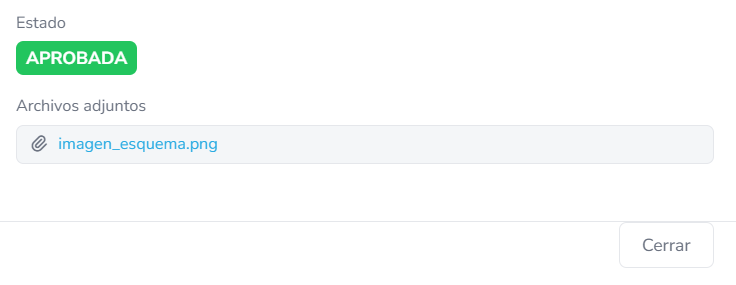 Estado
APROBADA
Archivos adjuntos
imagen_esquema.png
Cerrar